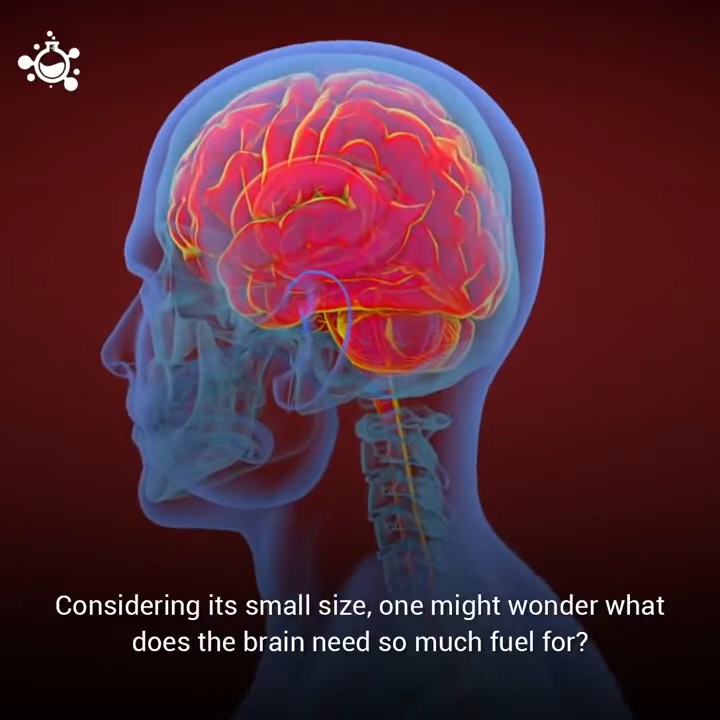 Considering its small size, one might wonder what
does the brain need so much fuel for?